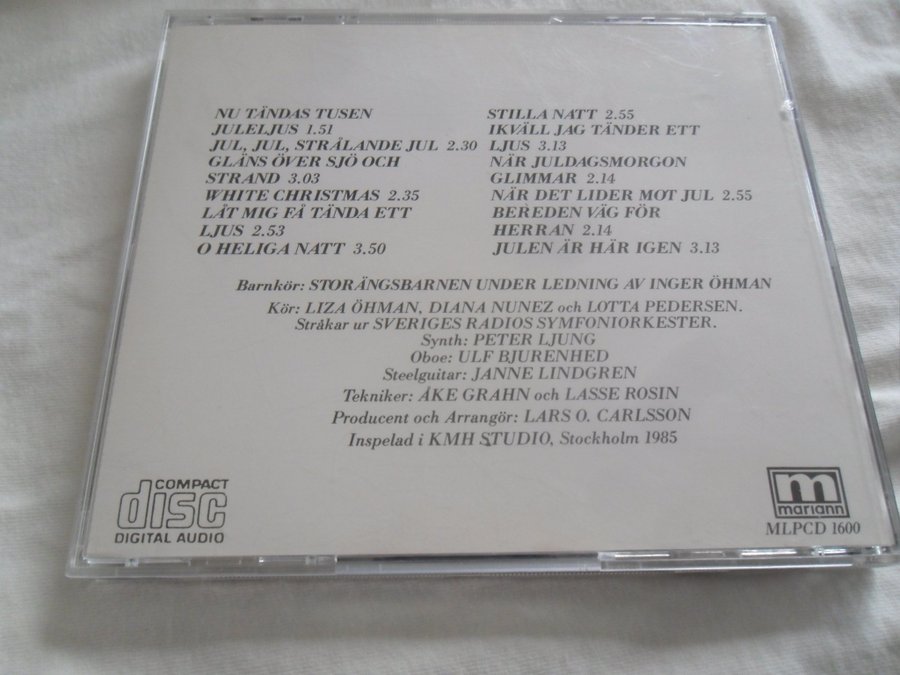 NU TÄNDAS TUSEN
JULELJUS 1.51
JUL, JUL, STRÅLANDE JUL 2.30
GLÄNS ÖVER SJÖ OCH
STRAND 3.03
WHITE CHRISTMAS 2.35
LÅT MIG FÅ TÄNDA ETT
LJUS 2.53
O HELIGA NATT 3.50
STILLA NATT 2.55
IKVÄLL JAG TÄNDER ETT
LJUS 3.13
NÄR JULDAGSMORGON
GLIMMAR 2.14
NÄR DET LIDER MOT JUL 2.55
BEREDEN VÄG FÖR
HERRAN 2.14
JULEN ÄR HÄR IGEN 3.13
Barnkör: STORÄNGSBARNEN UNDER LEDNING AV INGER ÖHMAN
Kör: LIZA ÖHMAN, DIANA NUNEZ och LOTTA PEDERSEN.
Stråkar ur SVERIGES RADIOS SYMFONIORKESTER.
Synth: PETER LJUNG
Oboe: ULF BJURENHED
Steelguitar: JANNE LINDGREN
Tekniker: ÅKE GRAHN och LASSE ROSIN
Producent och Arrangör: LARS O. CARLSSON
Inspelad i KMH STUDIO, Stockholm 1985
COMPACT
disc
DIGITAL AUDIO
m
mariann
MLPCD 1600